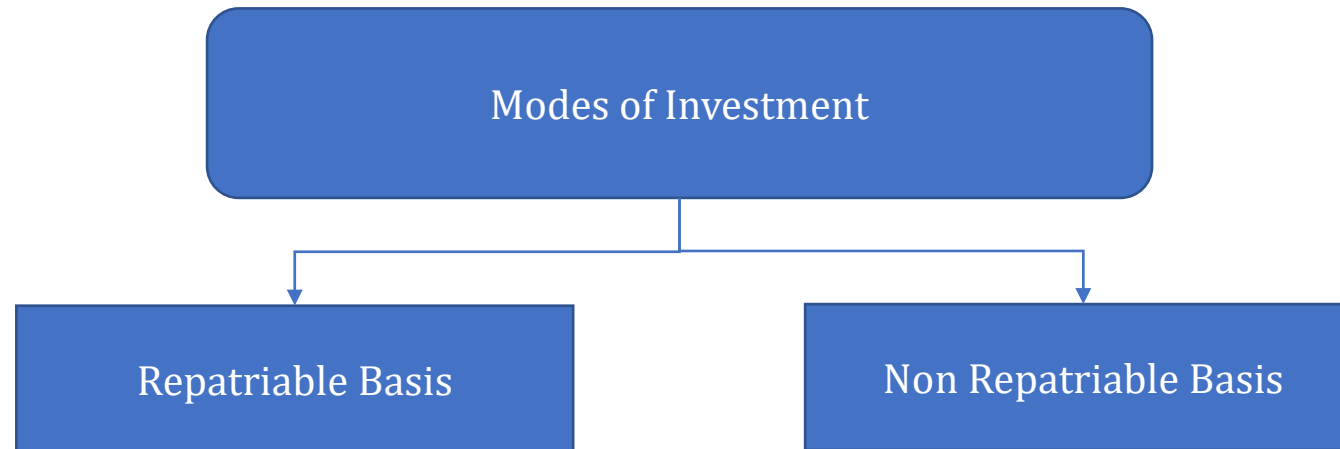 Modes of Investment
Repatriable Basis
Non Repatriable Basis